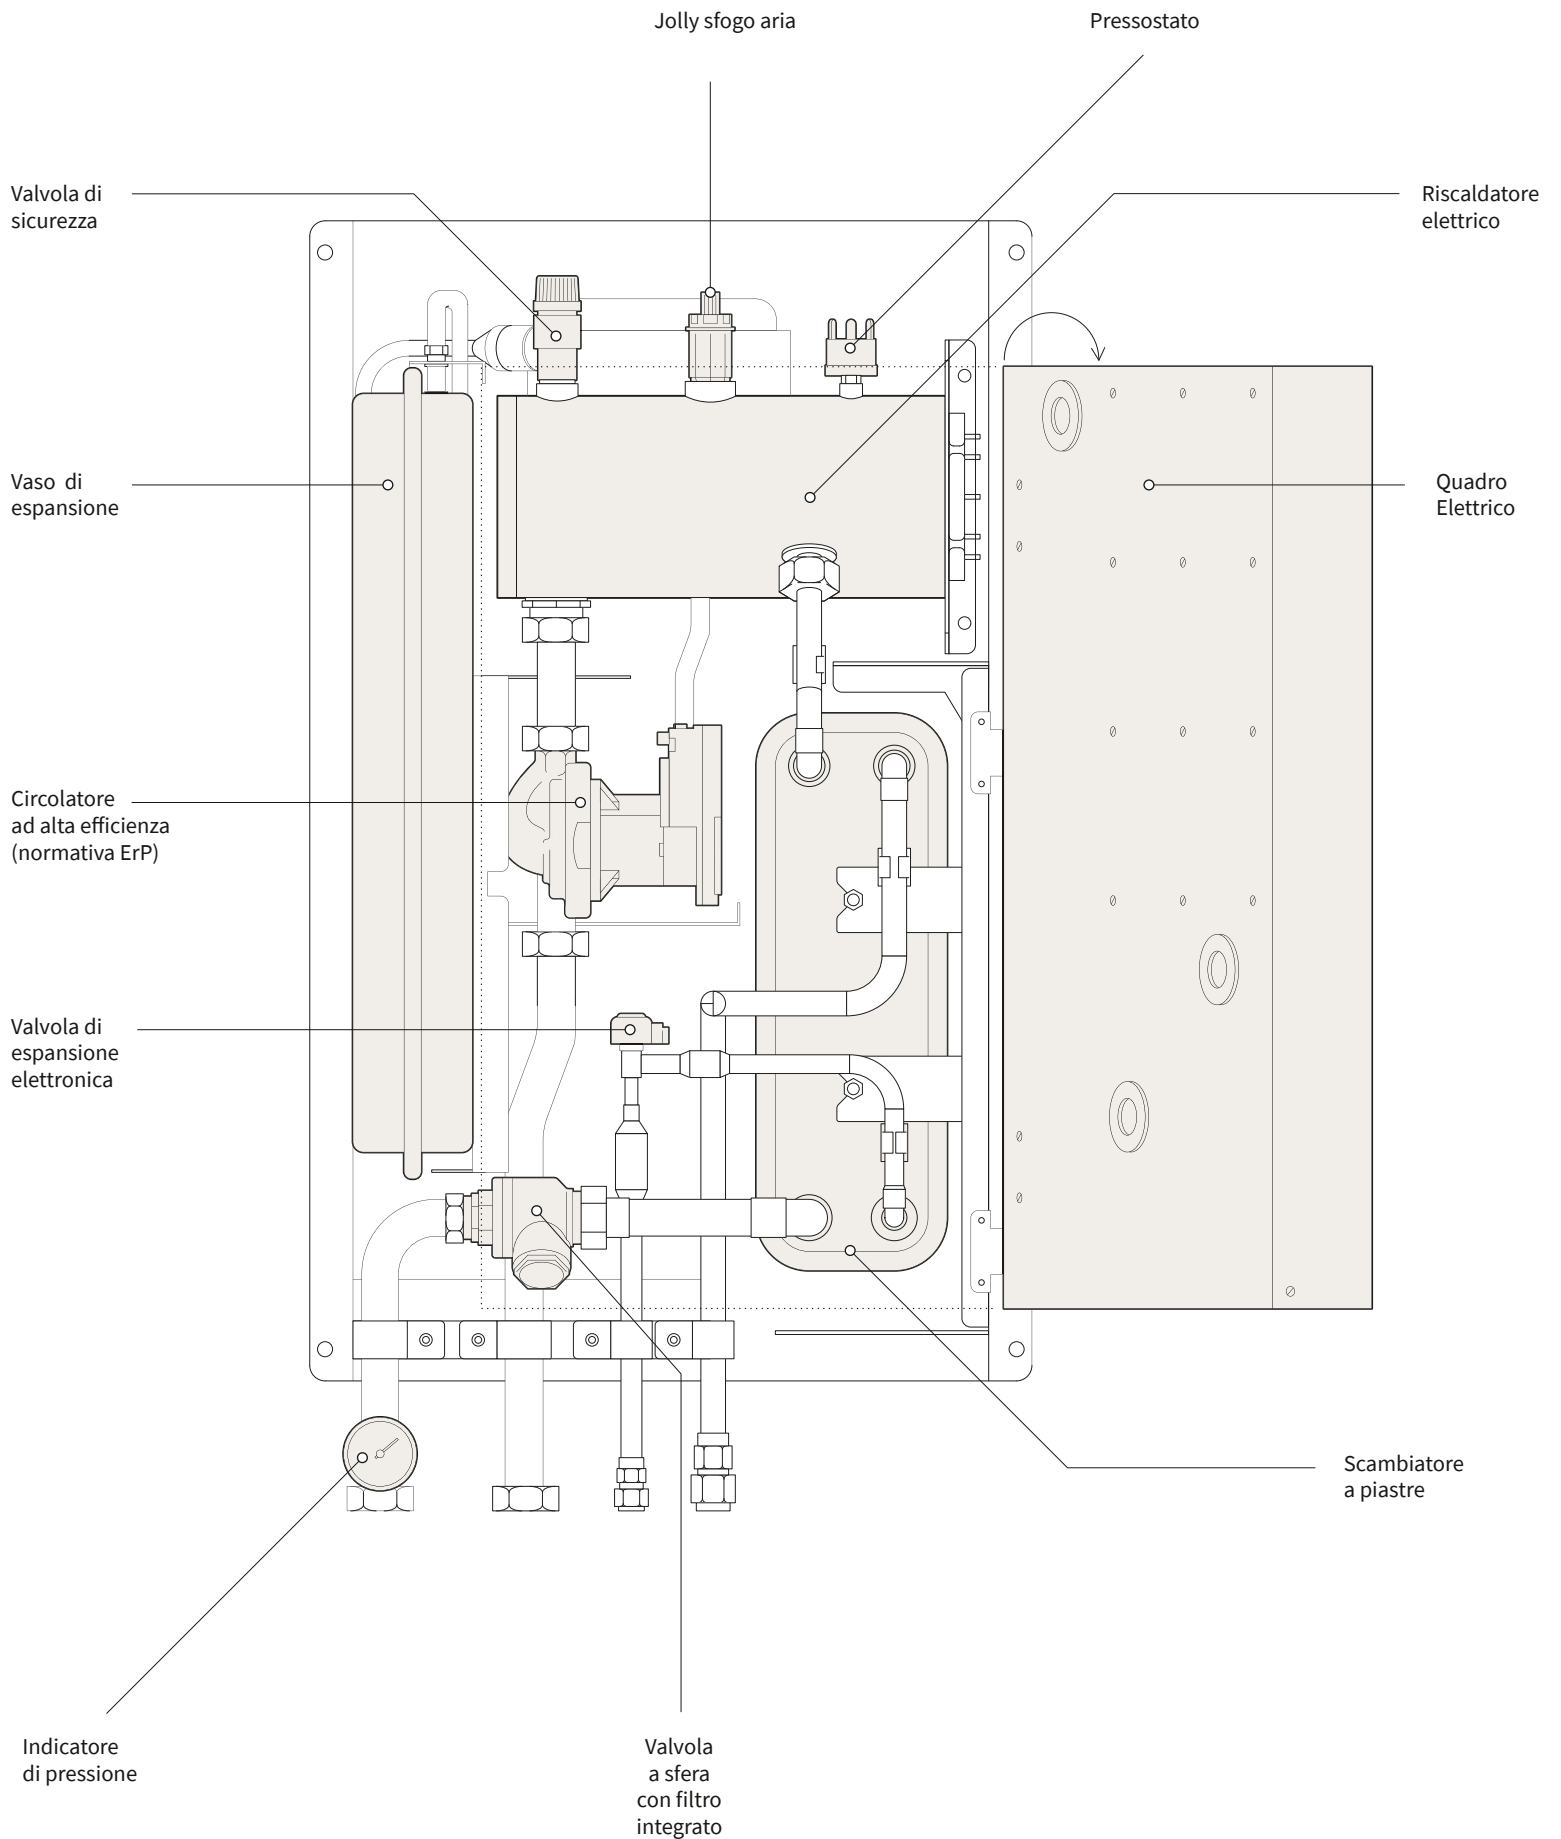 Jolly sfogo aria
Pressostato
Valvola di
sicurezza
Riscaldatore
elettrico
Vaso  di
espansione
Quadro
Elettrico
Circolatore
ad alta efficienza
(normativa ErP)
Valvola di
espansione
elettronica
Scambiatore
a piastre
Indicatore
di pressione
Valvola
a sfera
con filtro
integrato